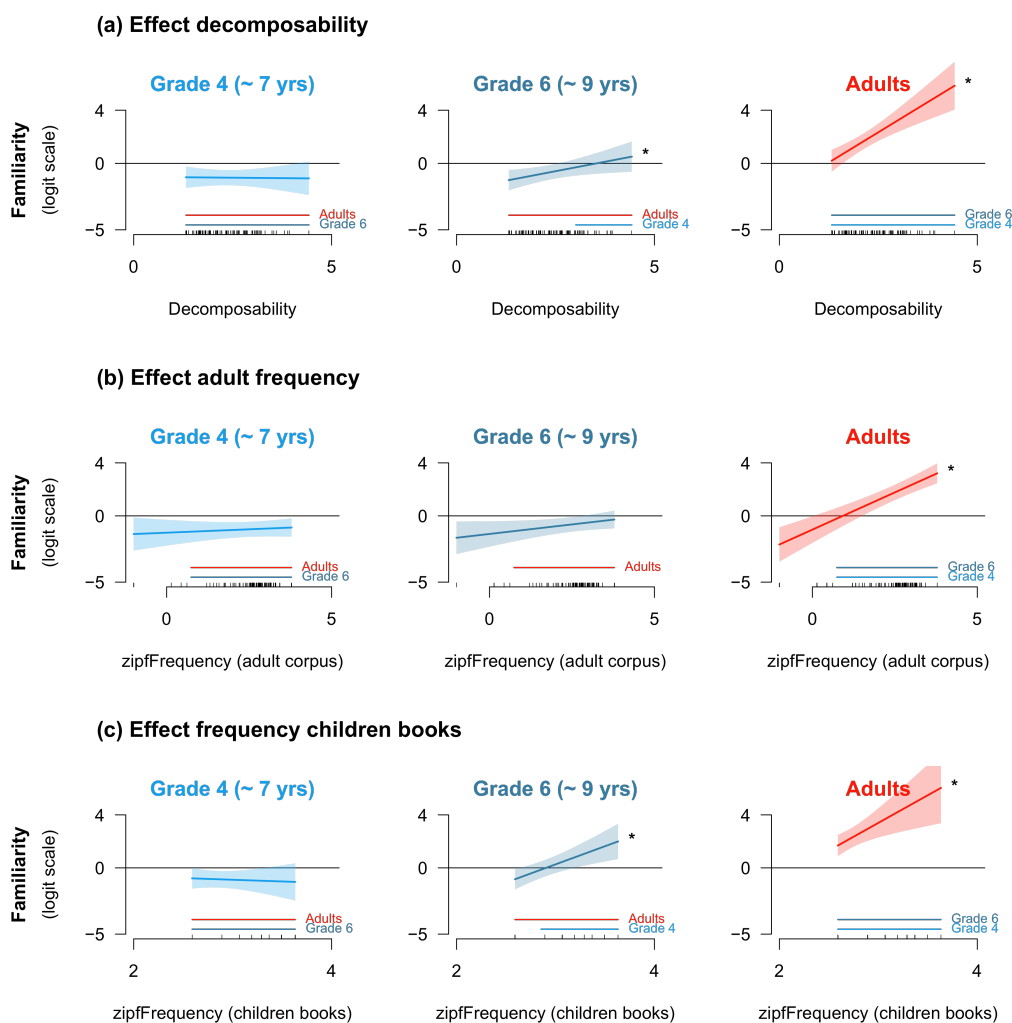 (a) Effect decomposability
Grade 4 (~ 7 yrs)
Grade 6 (~ 9 yrs)
Adults
Familiarity
(logit scale)
4
0
−5
Adults
Grade 6
0
5
Decomposability
4
0
−5
*
Adults
Grade 4
0
5
Decomposability
4
0
−5
*
Grade 6
Grade 4
0
5
Decomposability
(b) Effect adult frequency
Grade 4 (~ 7 yrs)
Grade 6 (~ 9 yrs)
Adults
Familiarity
(logit scale)
4
0
−5
Adults
Grade 6
0
5
zipfFrequency (adult corpus)
4
0
−5
Adults
0
5
zipfFrequency (adult corpus)
4
0
−5
*
Grade 6
Grade 4
0
5
zipfFrequency (adult corpus)
(c) Effect frequency children books
Grade 4 (~ 7 yrs)
Grade 6 (~ 9 yrs)
Adults
Familiarity
(logit scale)
4
0
−5
Adults
Grade 6
2
4
zipfFrequency (children books)
4
0
−5
*
Adults
Grade 4
2
4
zipfFrequency (children books)
4
0
−5
*
Grade 6
Grade 4
2
4
zipfFrequency (children books)